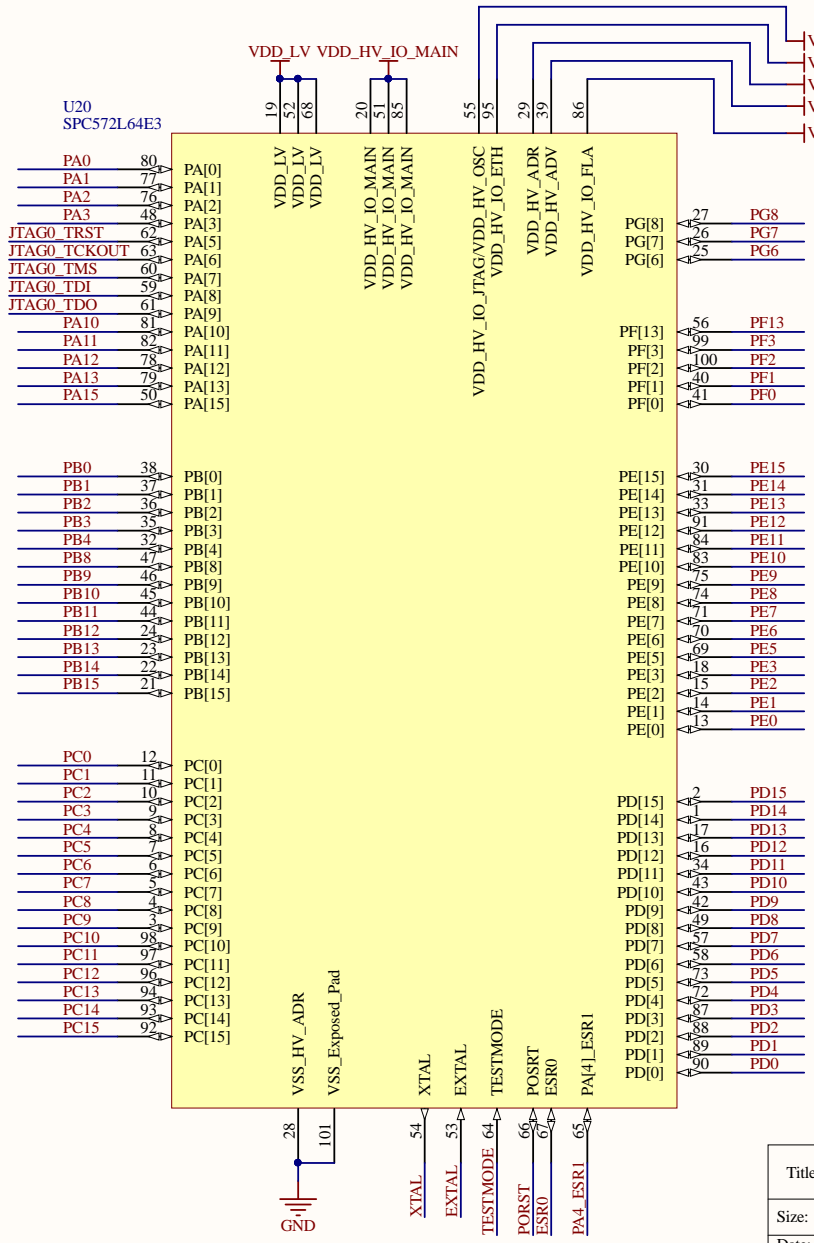 VDD_LV VDD_HV_IO_MAIN
U20
SPC572L64E3
19 52 68 20 51 85 55 95 29 39 86
V
V
V
V
V
VDD_LV
VDD_LV
VDD_LV
VDD_HV_IO_MAIN
VDD_HV_IO_MAIN
VDD_HV_IO_MAIN
VDD_HV_IO_JTAG/VDD_HV_OSC
VDD_HV_IO_ETH
VDD_HV_ADR
VDD_HV_ADV
VDD_HV_IO_FLA
PA0 80 PA[0]
PA1 77 PA[1]
PA2 76 PA[2]
PA3 48 PA[3]
JTAG0_TRST 62 PA[5]
JTAG0_TCKOUT 63 PA[6]
JTAG0_TMS 60 PA[7]
JTAG0_TDI 59 PA[8]
JTAG0_TDO 61 PA[9]
PA10 81 PA[10]
PA11 82 PA[11]
PA12 78 PA[12]
PA13 79 PA[13]
PA15 50 PA[15]
PB0 38 PB[0]
PB1 37 PB[1]
PB2 36 PB[2]
PB3 35 PB[3]
PB4 32 PB[4]
PB8 47 PB[8]
PB9 46 PB[9]
PB10 45 PB[10]
PB11 44 PB[11]
PB12 24 PB[12]
PB13 23 PB[13]
PB14 22 PB[14]
PB15 21 PB[15]
PC0 12 PC[0]
PC1 11 PC[1]
PC2 10 PC[2]
PC3 9 PC[3]
PC4 8 PC[4]
PC5 7 PC[5]
PC6 6 PC[6]
PC7 5 PC[7]
PC8 4 PC[8]
PC9 3 PC[9]
PC10 98 PC[10]
PC11 97 PC[11]
PC12 96 PC[12]
PC13 94 PC[13]
PC14 93 PC[14]
PC15 92 PC[15]
PG[8] 27 PG8
PG[7] 26 PG7
PG[6] 25 PG6
PF[13] 56 PF13
PF[3] 99 PF3
PF[2] 100 PF2
PF[1] 40 PF1
PF[0] 41 PF0
PE[15] 30 PE15
PE[14] 31 PE14
PE[13] 33 PE13
PE[12] 91 PE12
PE[11] 84 PE11
PE[10] 83 PE10
PE[9] 75 PE9
PE[8] 74 PE8
PE[7] 71 PE7
PE[6] 70 PE6
PE[5] 69 PE5
PE[3] 18 PE3
PE[2] 15 PE2
PE[1] 14 PE1
PE[0] 13 PE0
PD[15] 2 PD15
PD[14] 1 PD14
PD[13] 17 PD13
PD[12] 16 PD12
PD[11] 34 PD11
PD[10] 43 PD10
PD[9] 42 PD9
PD[8] 49 PD8
PD[7] 57 PD7
PD[6] 58 PD6
PD[5] 73 PD5
PD[4] 72 PD4
PD[3] 87 PD3
PD[2] 88 PD2
PD[1] 89 PD1
PD[0] 90 PD0
VSS_HV_ADR
VSS_Exposed_Pad
XTAL
EXTAL
TESTMODE
POSRT
ESR0
PA[4]_ESR1
28 101 54 53 64 66 67 65
XTAL
EXTAL
TESTMODE
PORST
ESR0
PA4_ESR1
GND
Title
Size: